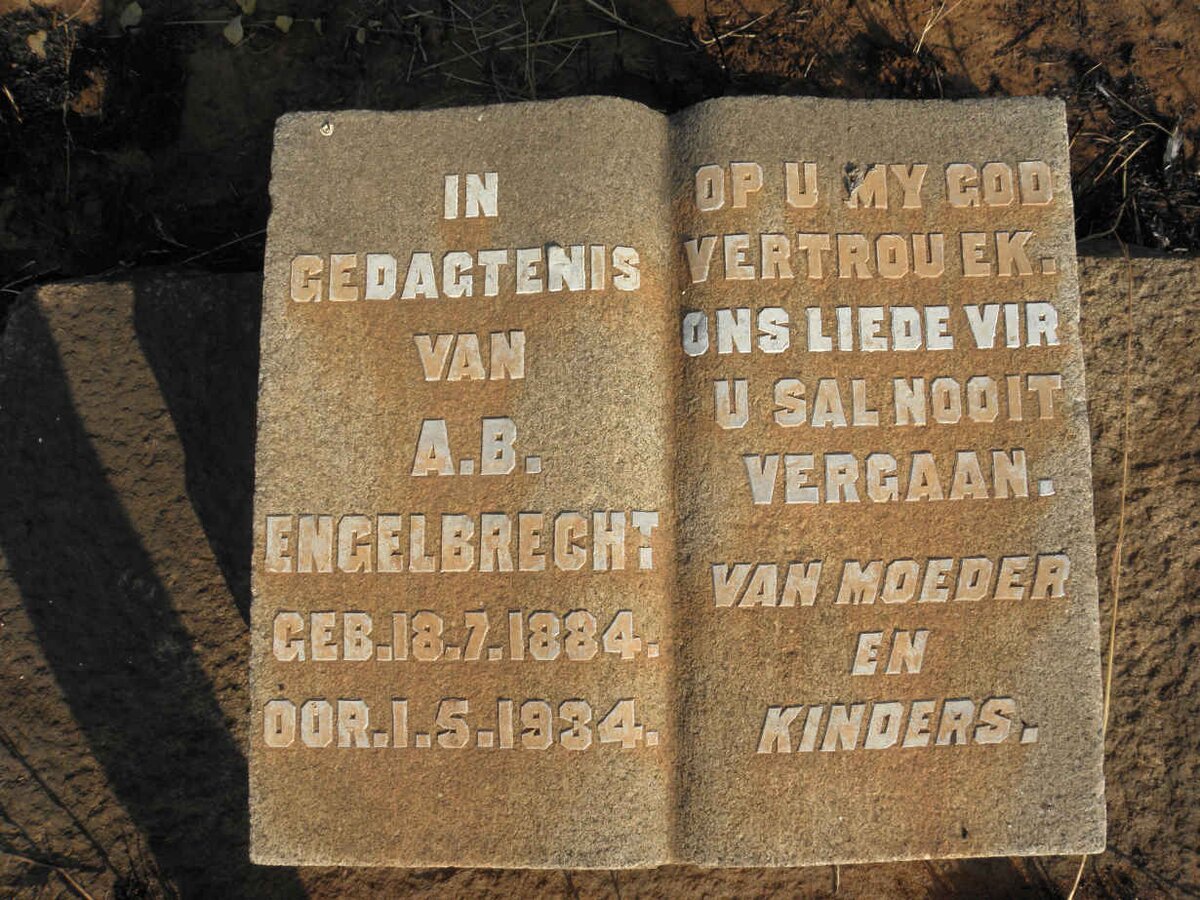 IN
GEDAGTENIS
VAN
A.B.
ENGELBRECHT
GEB.18.7.1884.
OOR.1.5.1934.
OP U MY GOD
VERTROU EK.
ONS LIEDE VIR
U SAL NOOIT
VERGAAN.
VAN MOEDER
EN
KINDERS.